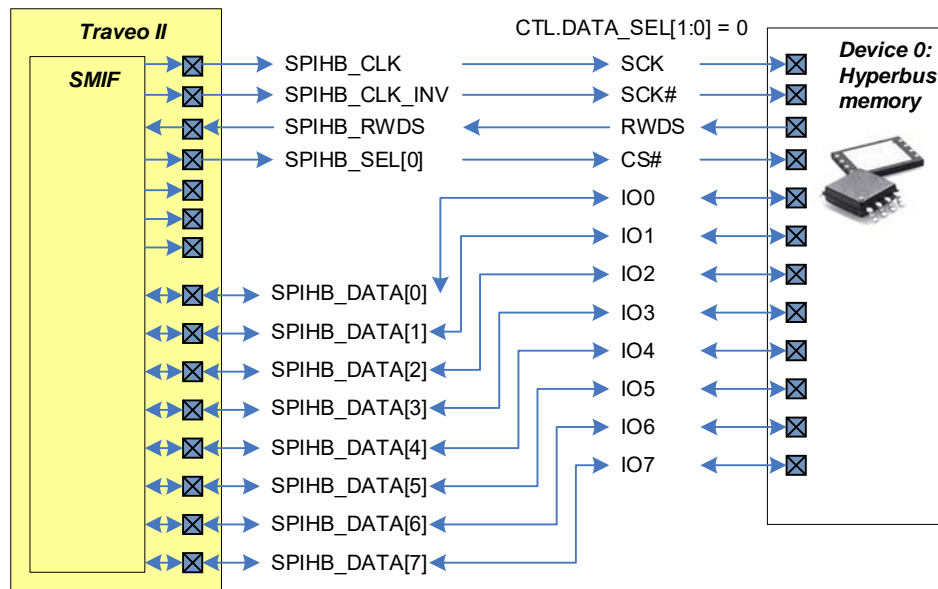 Traveo II
SMIF
CTL.DATA_SEL[1:0] = 0
Device 0:
Hyperbus
memory
SPIHB_CLK
SCK
SPIHB_CLK_INV
SCK#
SPIHB_RWDS
RWDS
SPIHB_SEL[0]
CS#
IO0
IO1
IO2
IO3
IO4
IO5
IO6
IO7
SPIHB_DATA[0]
SPIHB_DATA[1]
SPIHB_DATA[2]
SPIHB_DATA[3]
SPIHB_DATA[4]
SPIHB_DATA[5]
SPIHB_DATA[6]
SPIHB_DATA[7]